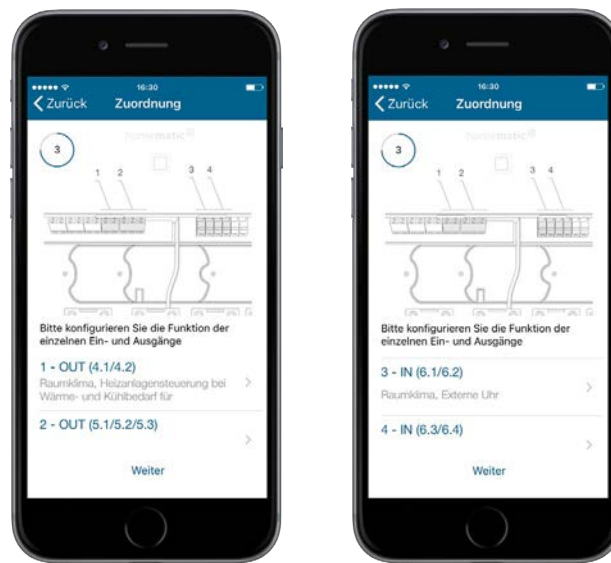 16:30
Zurück Zuordnung
homematic IP
3
1 2 3 4
Bitte konfigurieren Sie die Funktion der
einzelnen Ein- und Ausgänge
1 - OUT (4.1/4.2)
Raumklima, Heizanlagensteuerung bei
Wärme- und Kühlbedarf für
2 - OUT (5.1/5.2/5.3)
Weiter
16:30
Zurück Zuordnung
homematic IP
3
1 2 3 4
Bitte konfigurieren Sie die Funktion der
einzelnen Ein- und Ausgänge
3 - IN (6.1/6.2)
Raumklima, Externe Uhr
4 - IN (6.3/6.4)
Weiter